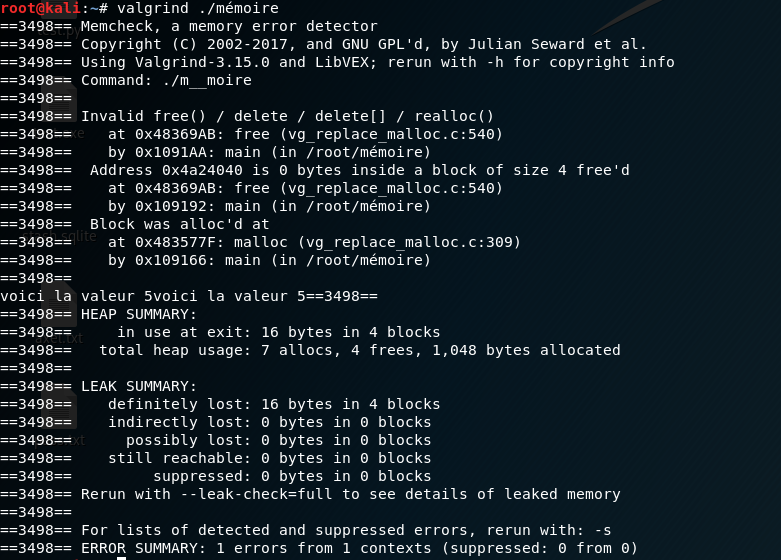 root@kali:~# valgrind ./mémoire
==3498== Memcheck, a memory error detector
==3498== Copyright (C) 2002-2017, and GNU GPL'd, by Julian Seward et al.
==3498== Using Valgrind-3.15.0 and LibVEX; rerun with -h for copyright info
==3498== Command: ./m__moire
==3498==
==3498== Invalid free() / delete / delete[] / realloc()
==3498==    at 0x48369AB: free (vg_replace_malloc.c:540)
==3498==    by 0x1091AA: main (in /root/mémoire)
==3498==  Address 0x4a24040 is 0 bytes inside a block of size 4 free'd
==3498==    at 0x48369AB: free (vg_replace_malloc.c:540)
==3498==    by 0x109192: main (in /root/mémoire)
==3498==  Block was alloc'd at
==3498==    at 0x483577F: malloc (vg_replace_malloc.c:309)
==3498==    by 0x109166: main (in /root/mémoire)
==3498==
voici la valeur 5voici la valeur 5==3498==
==3498== HEAP SUMMARY:
==3498==     in use at exit: 16 bytes in 4 blocks
==3498==   total heap usage: 7 allocs, 4 frees, 1,048 bytes allocated
==3498==
==3498== LEAK SUMMARY:
==3498==    definitely lost: 16 bytes in 4 blocks
==3498==    indirectly lost: 0 bytes in 0 blocks
==3498==      possibly lost: 0 bytes in 0 blocks
==3498==    still reachable: 0 bytes in 0 blocks
==3498==         suppressed: 0 bytes in 0 blocks
==3498== Rerun with --leak-check=full to see details of leaked memory
==3498==
==3498== For lists of detected and suppressed errors, rerun with: -s
==3498== ERROR SUMMARY: 1 errors from 1 contexts (suppressed: 0 from 0)